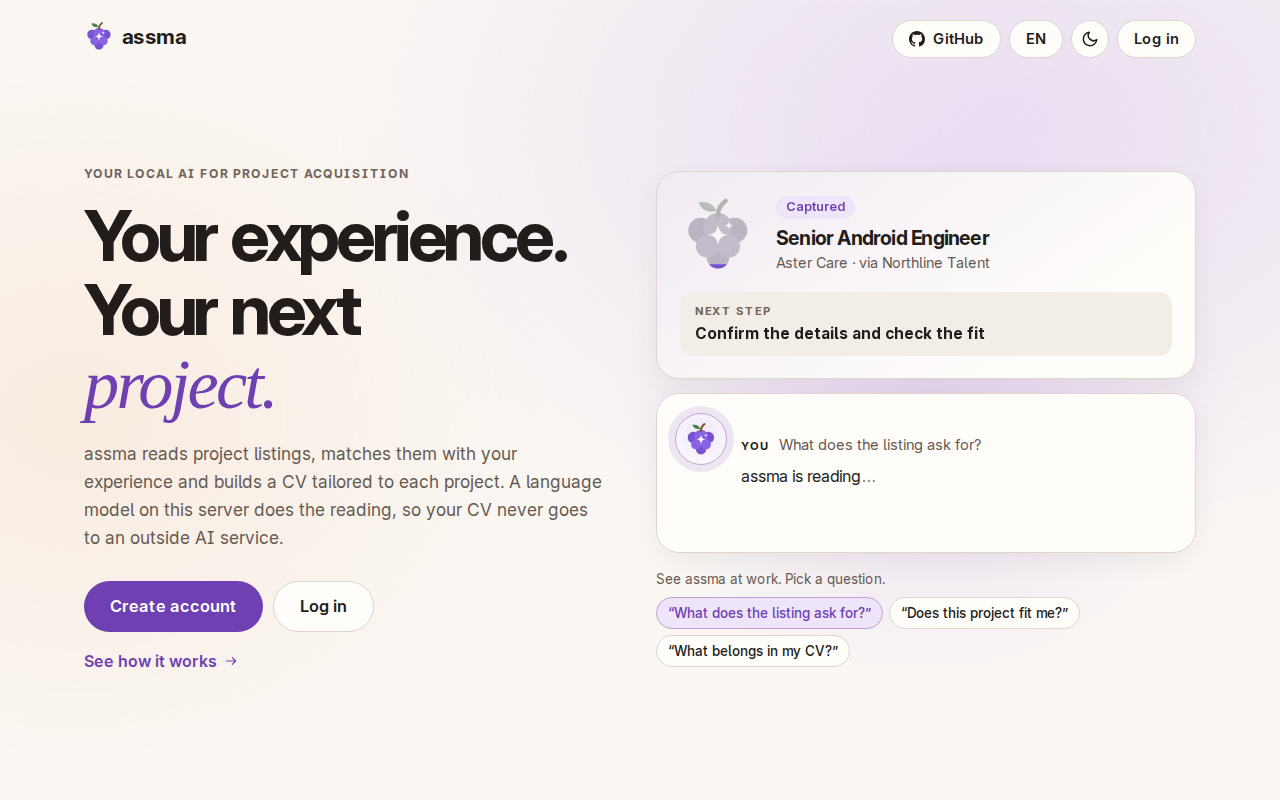 assma
GitHub
EN
Log in
YOUR LOCAL AI FOR PROJECT ACQUISITION
Your experience.
Your next
project.
assma reads project listings, matches them with your
experience and builds a CV tailored to each project. A language
model on this server does the reading, so your CV never goes
to an outside AI service.
Create account
Log in
See how it works →
Captured
Senior Android Engineer
Aster Care · via Northline Talent
NEXT STEP
Confirm the details and check the fit
YOU What does the listing ask for?
assma is reading…
See assma at work. Pick a question.
“What does the listing ask for?”
“Does this project fit me?”
“What belongs in my CV?”